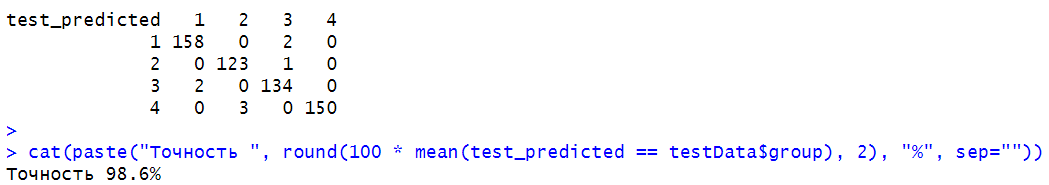 test_predicted   1   2   3   4
             1 158   0   2   0
             2   0 123   1   0
             3   2   0 134   0
             4   0   3   0 150
>
> cat(paste("Точность ", round(100 * mean(test_predicted == testData$group), 2), "%", sep=""))
Точность 98.6%